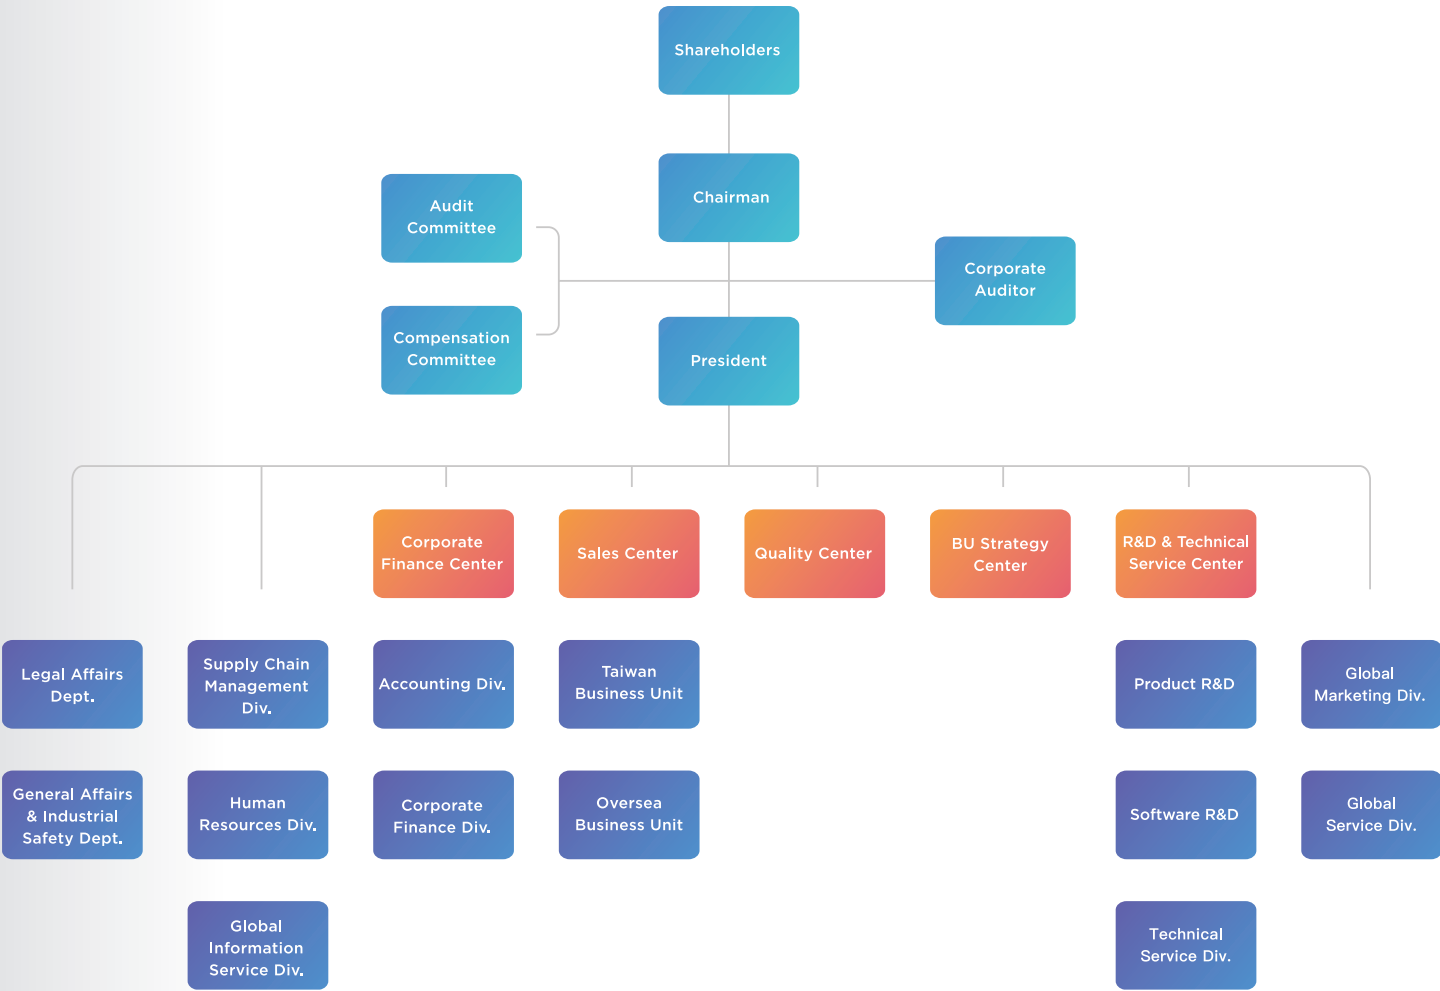 Shareholders
Chairman
Audit
Committee
Corporate
Auditor
Compensation
Committee
President
Corporate
Finance Center
Sales Center
Quality Center
BU Strategy
Center
R&D & Technical
Service Center
Legal Affairs
Dept.
Supply Chain
Management
Div.
Accounting Div.
Taiwan
Business Unit
Product R&D
Global
Marketing Div.
General Affairs
& Industrial
Safety Dept.
Human
Resources Div.
Corporate
Finance Div.
Oversea
Business Unit
Software R&D
Global
Service Div.
Global
Information
Service Div.
Technical
Service Div.